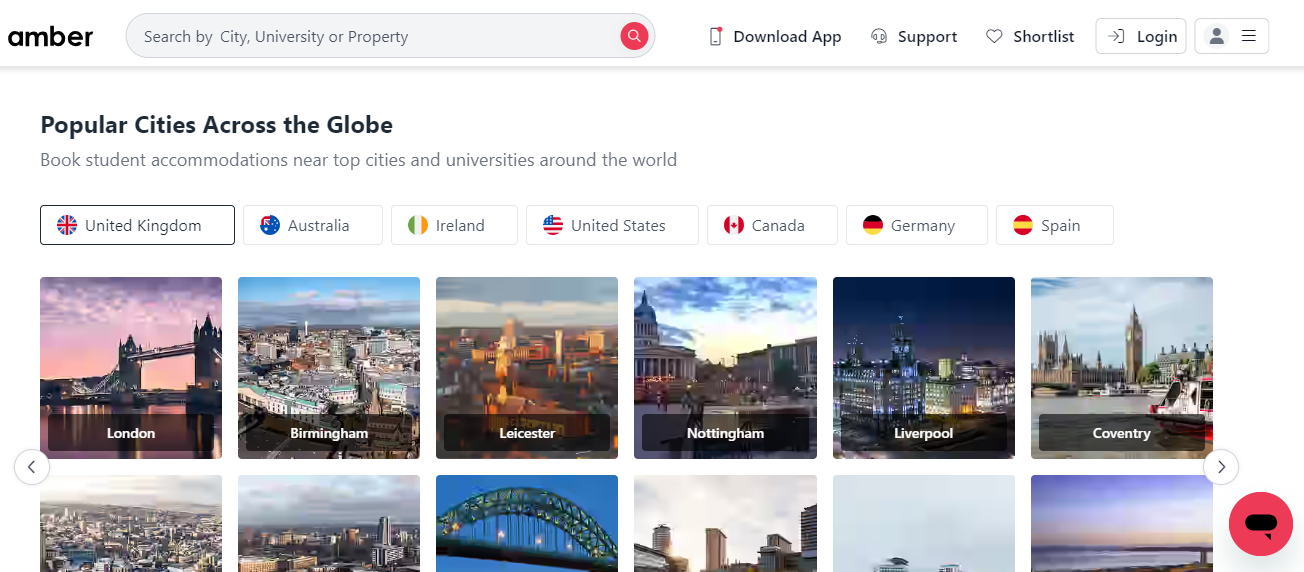 amber
Search by City, University or Property
Download App
Support
Shortlist
Login
Popular Cities Across the Globe
Book student accommodations near top cities and universities around the world
United Kingdom
Australia
Ireland
United States
Canada
Germany
Spain
London
Birmingham
Leicester
Nottingham
Liverpool
Coventry